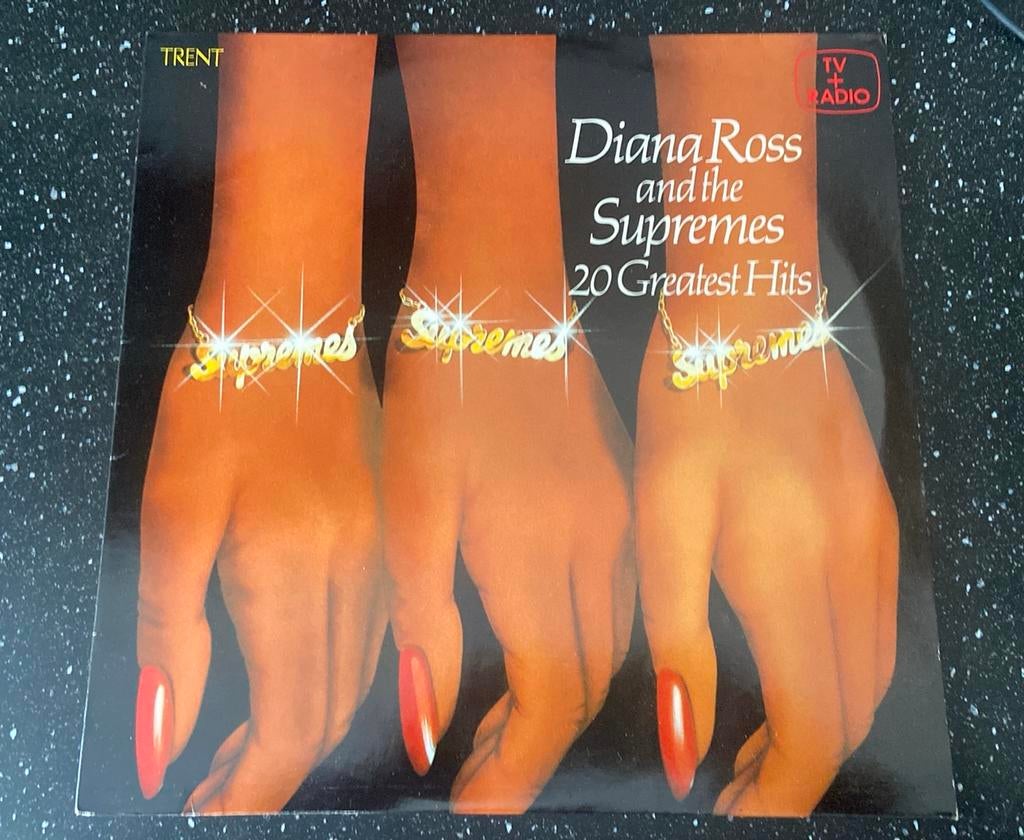 TRENT
TV
+
RADIO
Diana Ross
and the
Supremes
20 Greatest Hits
Supremes
Supremes
Supremes